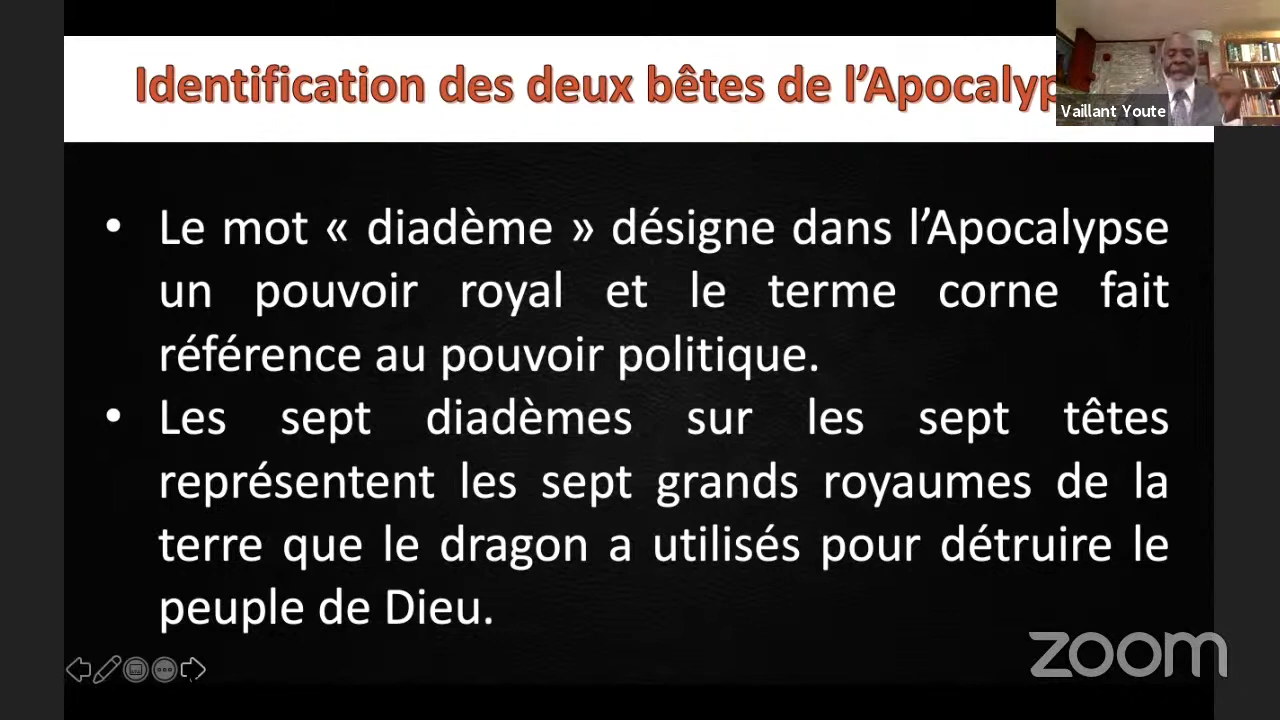 Identification des deux bêtes de l’Apocalyp
Vaillant Youte
• Le mot « diadème » désigne dans l’Apocalypse
un pouvoir royal et le terme corne fait
référence au pouvoir politique.
• Les sept diadèmes sur les sept têtes
représentent les sept grands royaumes de la
terre que le dragon a utilisés pour détruire le
peuple de Dieu.
zoom